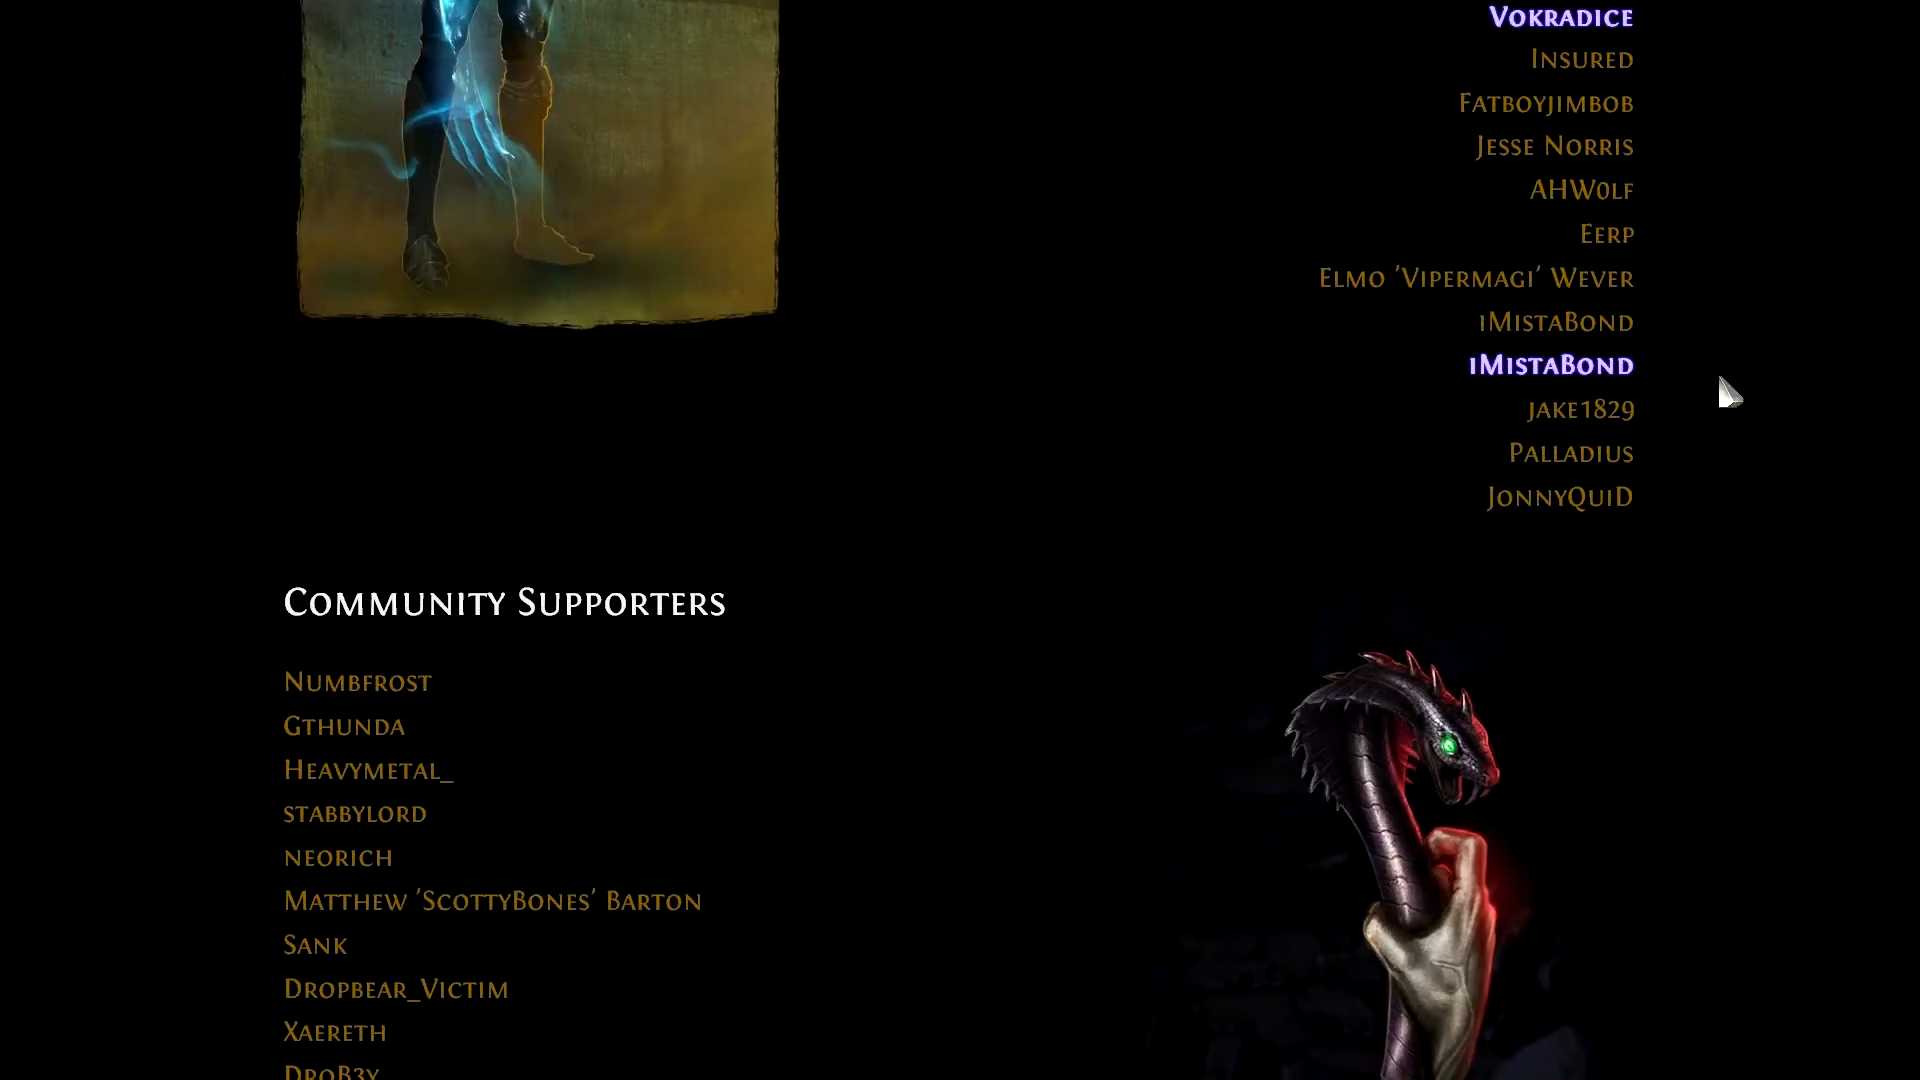 Vokradice
Insured
Fatboyjimbob
Jesse Norris
AHW0lf
Eerp
Elmo 'Vipermagi' Wever
iMistaBond
iMistaBond
jake1829
Palladius
JonnyQuiD
Community Supporters
Numbfrost
Gthunda
Heavymetal_
stabbylord
neorich
Matthew 'ScottyBones' Barton
Sank
Dropbear_Victim
Xaereth
DroB3y